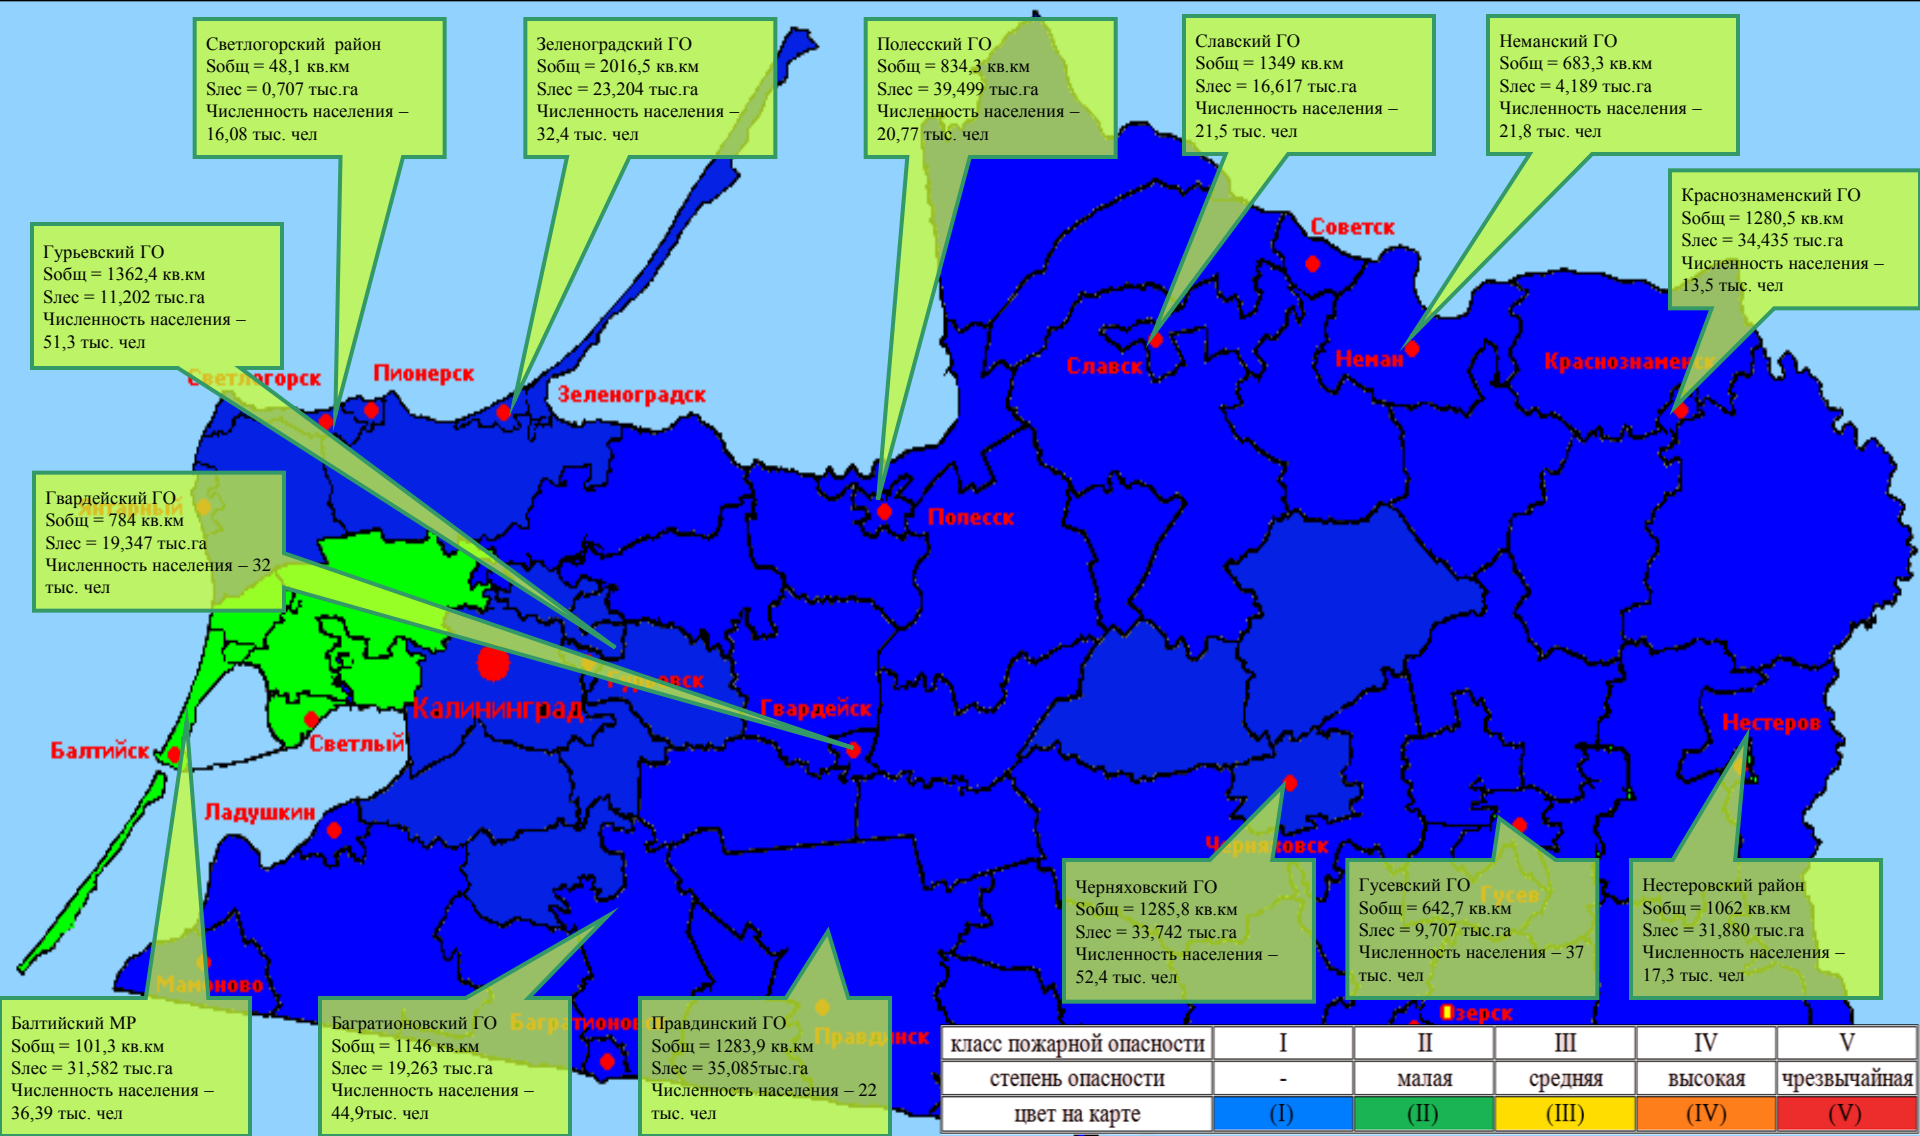 Светлогорский район
Sобщ = 48,1 кв.км
Sлес = 0,707 тыс.га
Численность населения –
16,08 тыс. чел
Зеленоградский ГО
Sобщ = 2016,5 кв.км
Sлес = 23,204 тыс.га
Численность населения –
32,4 тыс. чел
Полесский ГО
Sобщ = 834,3 кв.км
Sлес = 39,499 тыс.га
Численность населения –
20,77 тыс. чел
Славский ГО
Sобщ = 1349 кв.км
Sлес = 16,617 тыс.га
Численность населения –
21,5 тыс. чел
Неманский ГО
Sобщ = 683,3 кв.км
Sлес = 4,189 тыс.га
Численность населения –
21,8 тыс. чел
Краснознаменский ГО
Sобщ = 1280,5 кв.км
Sлес = 34,435 тыс.га
Численность населения –
13,5 тыс. чел
Гурьевский ГО
Sобщ = 1362,4 кв.км
Sлес = 11,202 тыс.га
Численность населения –
51,3 тыс. чел
Советск
Славск
Неман
Краснознаменск
Светлогорск
Пионерск
Зеленоградск
Гвардейский ГО
Sобщ = 784 кв.км
Sлес = 19,347 тыс.га
Численность населения – 32
тыс. чел
Янтарный
Полесск
Гурьевск
Калининград
Гвардейск
Нестеров
Балтийск
Светлый
Ладушкин
Черняховск
Гусев
Мамоново
Багратионовск
Правдинск
Озерск
Черняховский ГО
Sобщ = 1285,8 кв.км
Sлес = 33,742 тыс.га
Численность населения –
52,4 тыс. чел
Гусевский ГО
Sобщ = 642,7 кв.км
Sлес = 9,707 тыс.га
Численность населения – 37
тыс. чел
Нестеровский район
Sобщ = 1062 кв.км
Sлес = 31,880 тыс.га
Численность населения –
17,3 тыс. чел
Балтийский МР
Sобщ = 101,3 кв.км
Sлес = 31,582 тыс.га
Численность населения –
36,39 тыс. чел
Багратионовский ГО
Sобщ = 1146 кв.км
Sлес = 19,263 тыс.га
Численность населения –
44,9тыс. чел
Правдинский ГО
Sобщ = 1283,9 кв.км
Sлес = 35,085тыс.га
Численность населения – 22
тыс. чел
класс пожарной опасности I II III IV V
степень опасности - малая средняя высокая чрезвычайная
цвет на карте (I) (II) (III) (IV) (V)